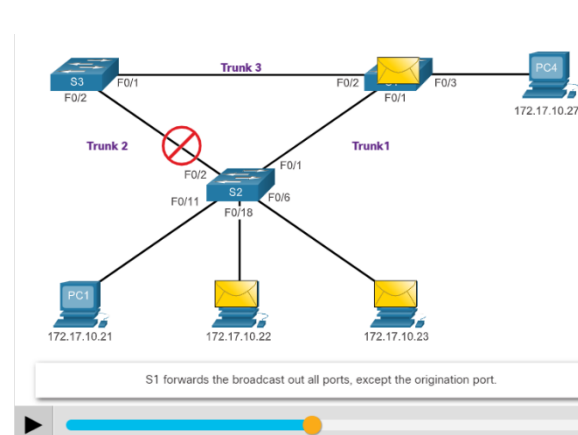 Trunk 3
S3
F0/1
F0/2
F0/3
PC4
F0/2
F0/1
172.17.10.27
Trunk 2
Trunk1
F0/1
F0/2
S2
F0/11
F0/6
F0/18
PC1
172.17.10.21
172.17.10.22
172.17.10.23
S1 forwards the broadcast out all ports, except the origination port.